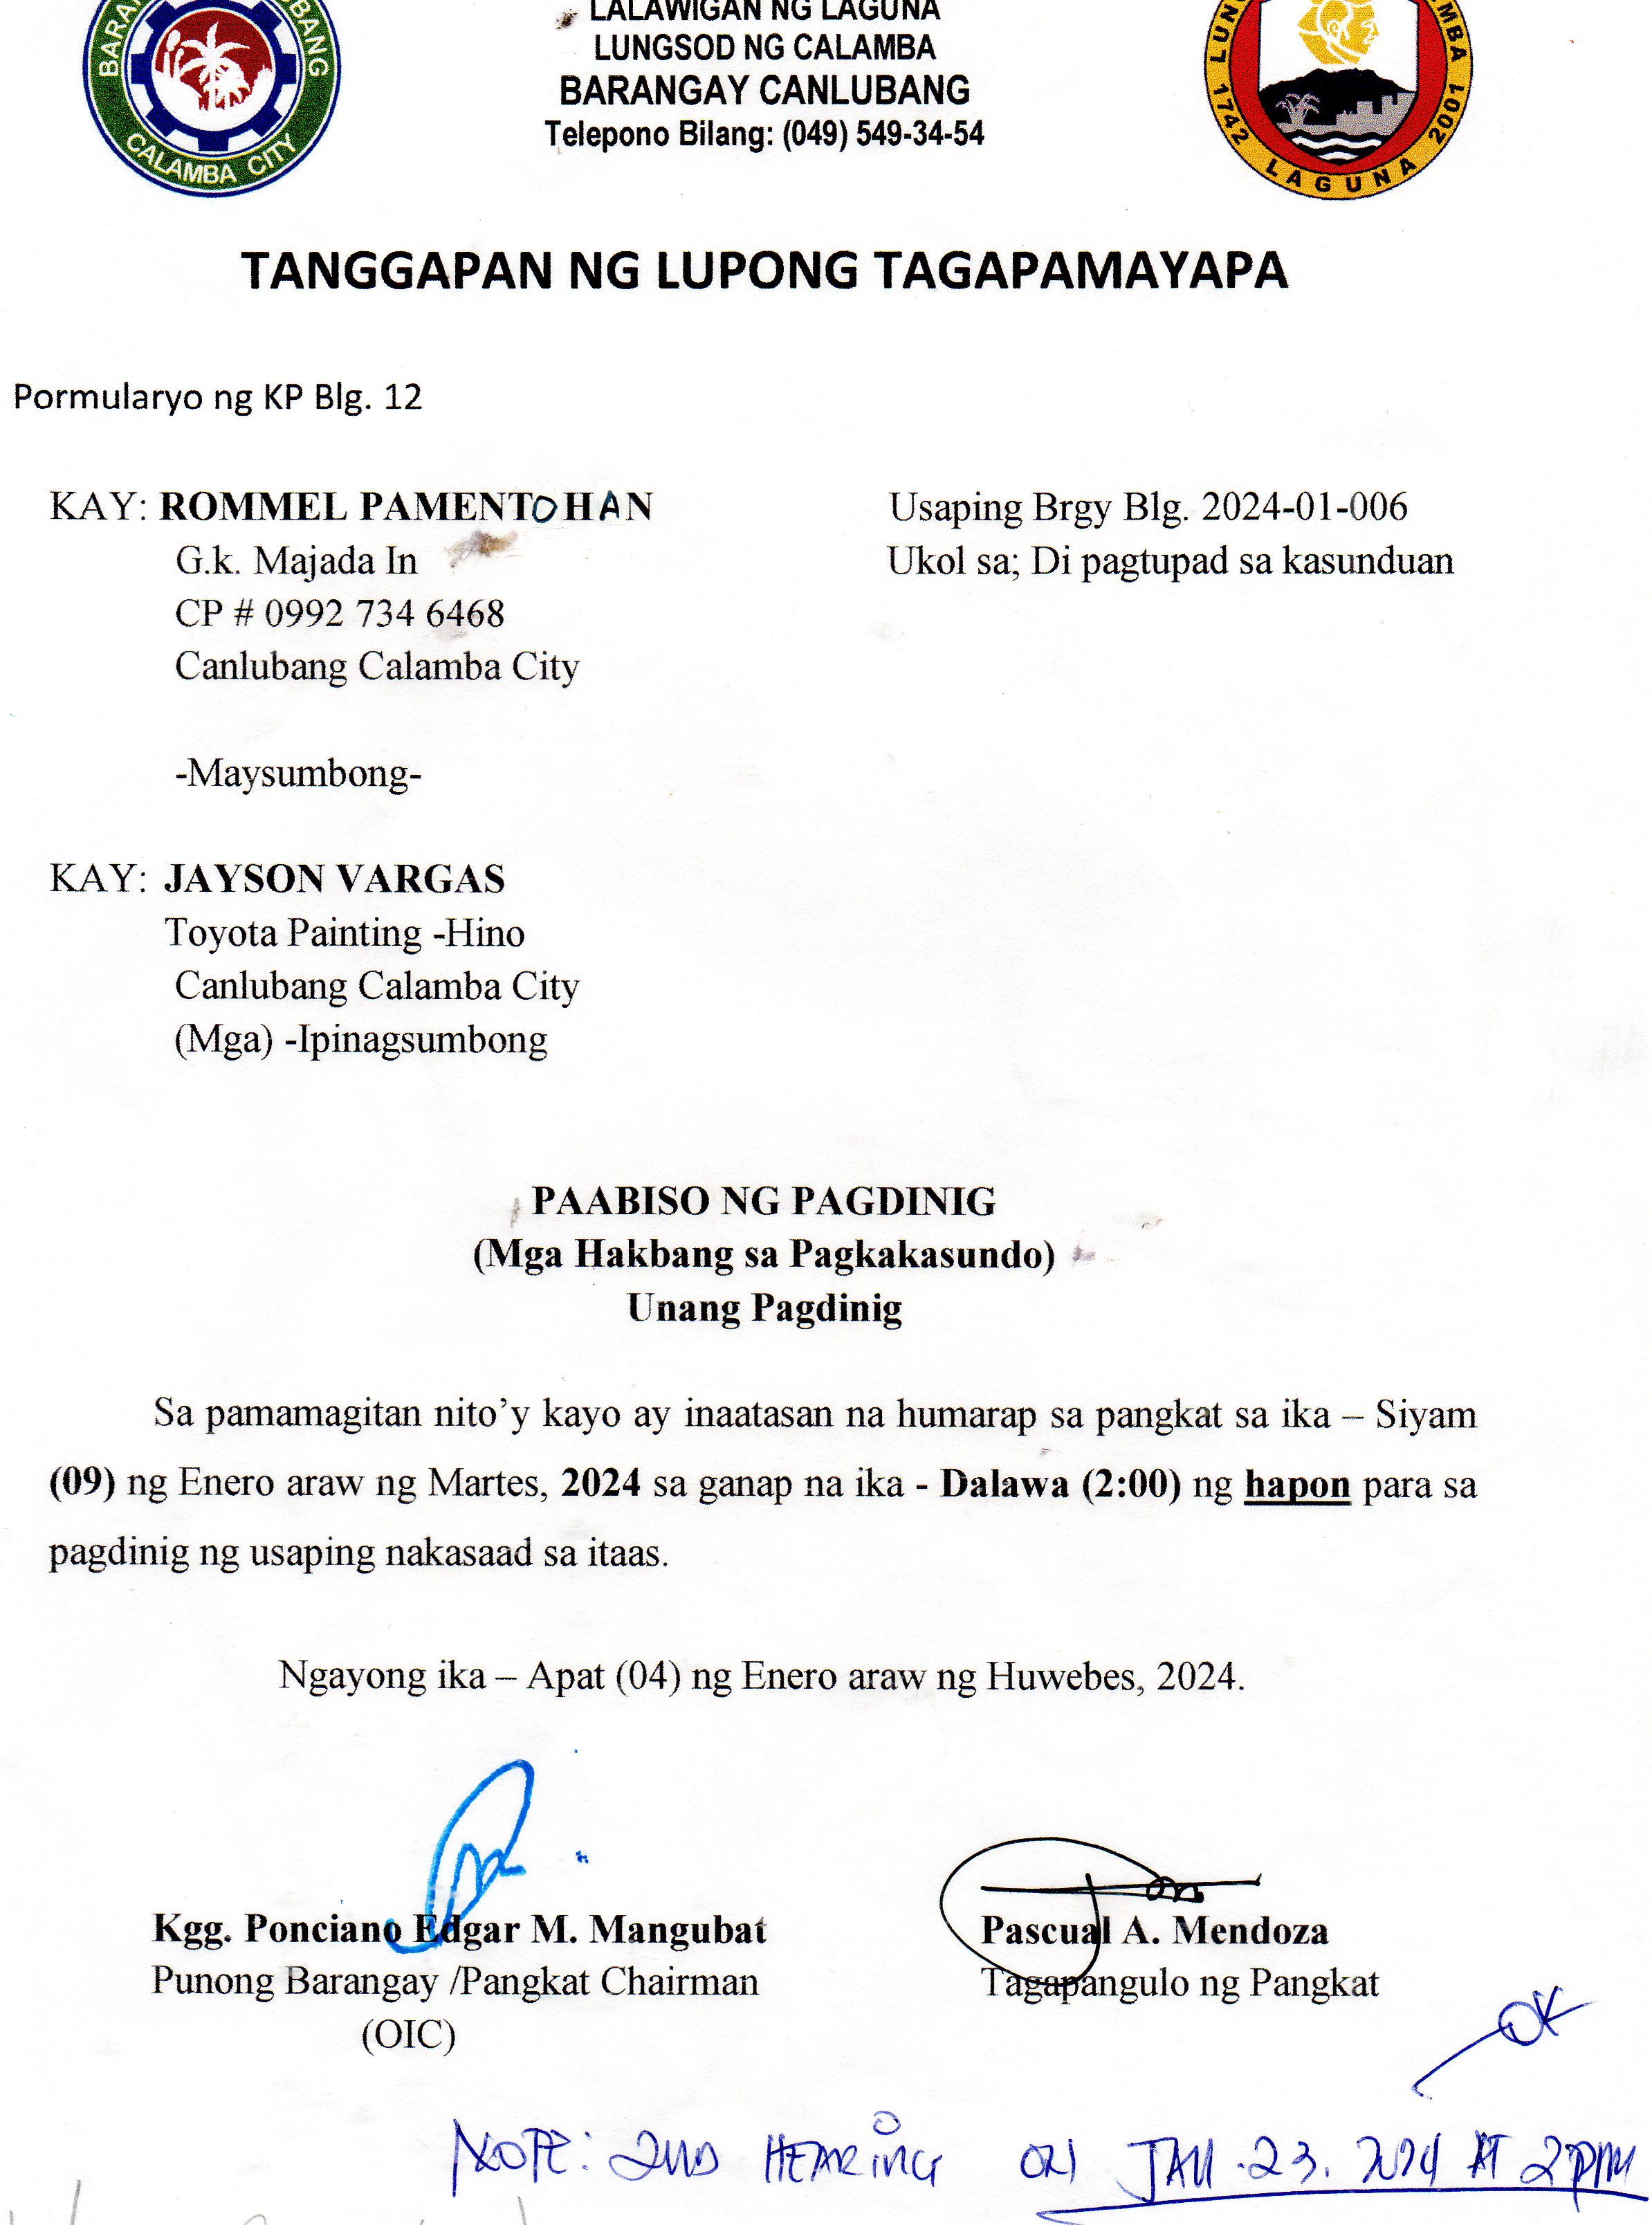 LALAWIGAN NG LAGUNA
LUNGSOD NG CALAMBA
BARANGAY CANLUBANG
Telepono Bilang: (049) 549-34-54
CALAMBA CITY
1742 LAGUNA 2001
TANGGAPAN NG LUPONG TAGAPAMAYAPA
Pormularyo ng KP Blg. 12
KAY: ROMMEL PAMENTOHAN
Usaping Brgy Blg. 2024-01-006
G.k. Majada In
Ukol sa; Di pagtupad sa kasunduan
CP # 0992 734 6468
Canlubang Calamba City
-Maysumbong-
KAY: JAYSON VARGAS
Toyota Painting -Hino
Canlubang Calamba City
(Mga) -Ipinagsumbong
PAABISO NG PAGDINIG
(Mga Hakbang sa Pagkakasundo)
Unang Pagdinig
Sa pamamagitan nito’y kayo ay inaatasan na humarap sa pangkat sa ika – Siyam
(09) ng Enero araw ng Martes, 2024 sa ganap na ika - Dalawa (2:00) ng hapon para sa
pagdinig ng usaping nakasaad sa itaas.
Ngayong ika – Apat (04) ng Enero araw ng Huwebes, 2024.
Kgg. Ponciano Edgar M. Mangubat
Punong Barangay /Pangkat Chairman
(OIC)
Pascual A. Mendoza
Tagapangulo ng Pangkat
OK
NOTE: 2ND HEARING ON JAN. 23. 2024 AT 2PM